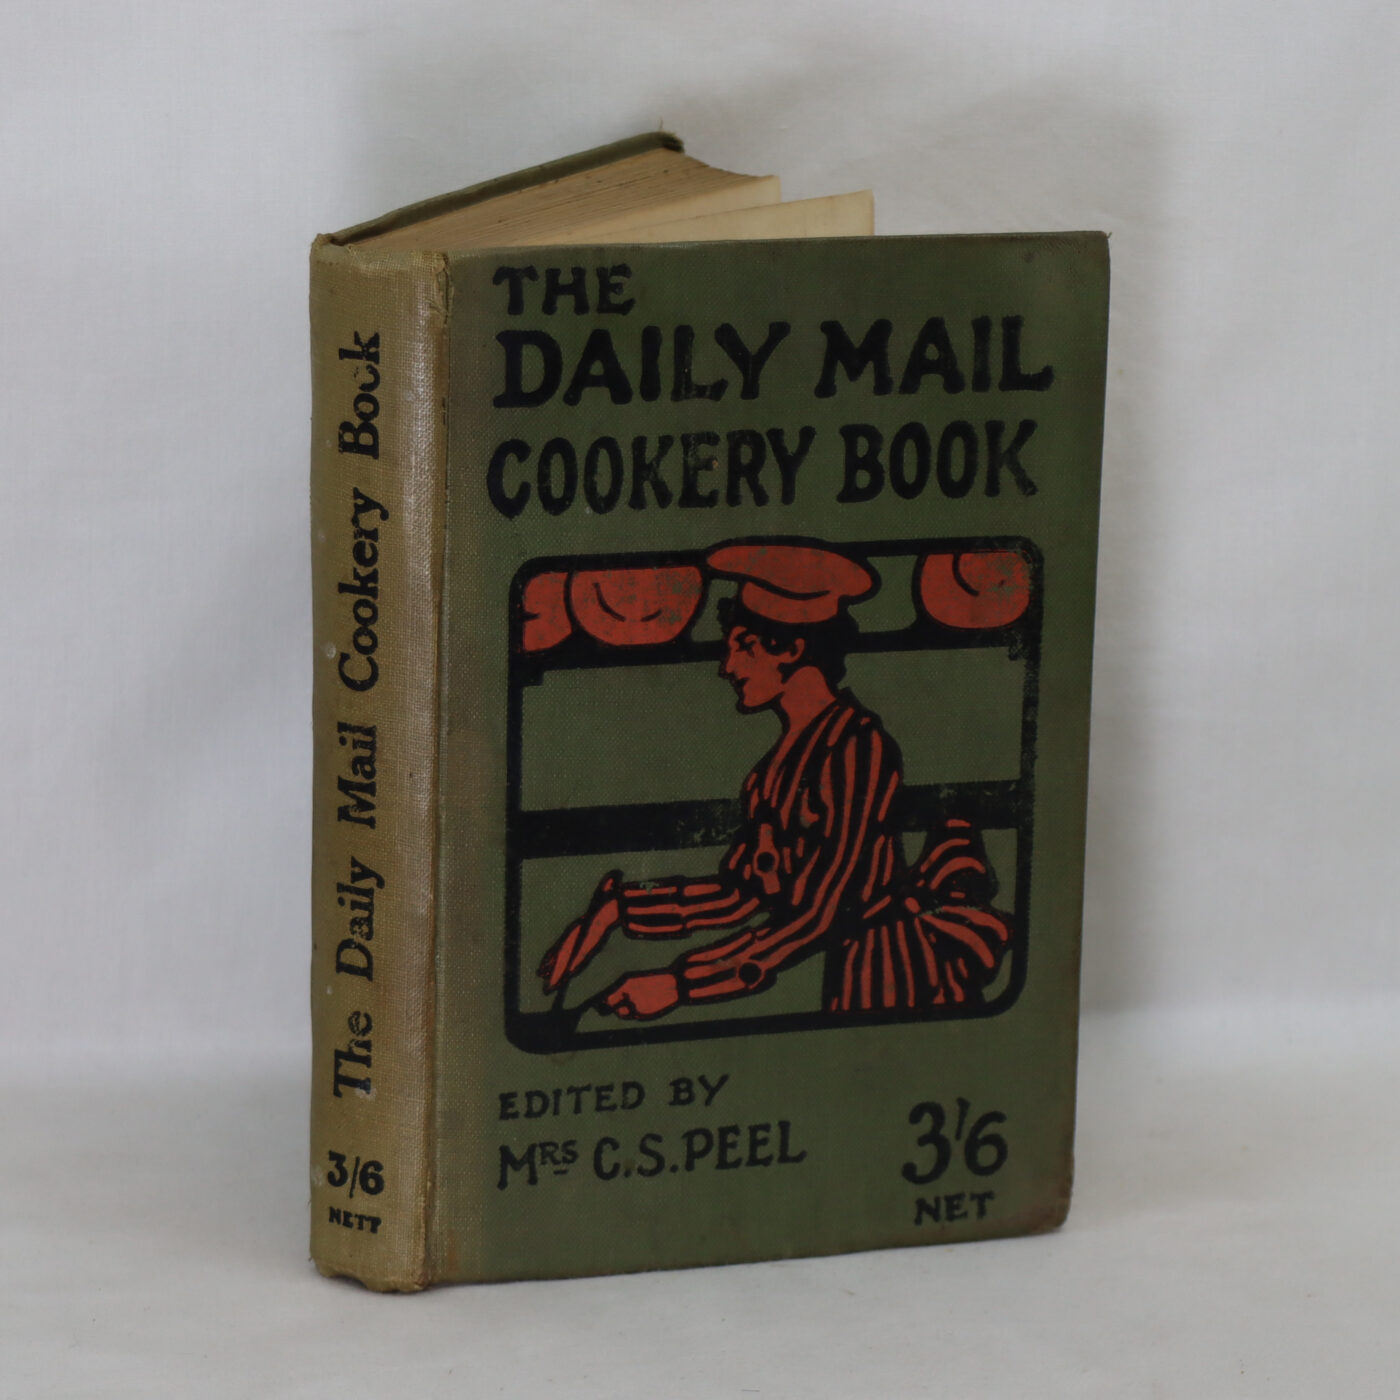 The Daily Mail Cookery Book
3/6
NETT
THE
DAILY MAIL
COOKERY BOOK
EDITED BY
MRS C.S. PEEL
3'6
NET